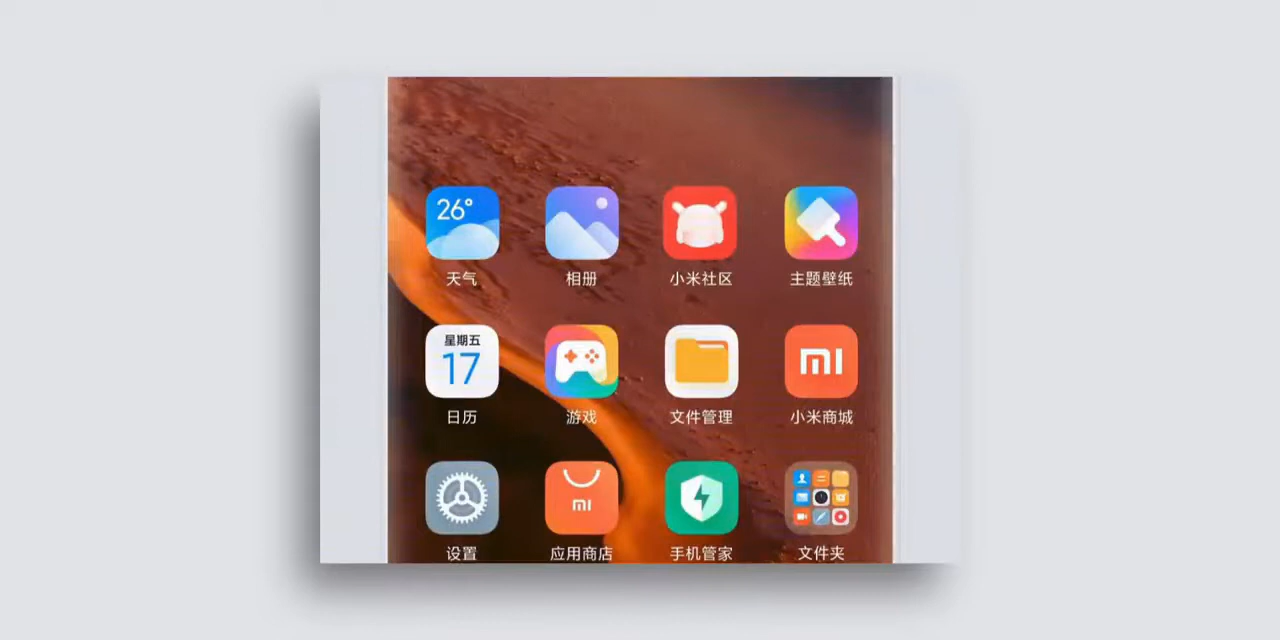 26°
天气
相册
小米社区
主题壁纸
星期五
17
日历
游戏
文件管理
mi
小米商城
设置
mi
应用商店
手机管家
文件夹